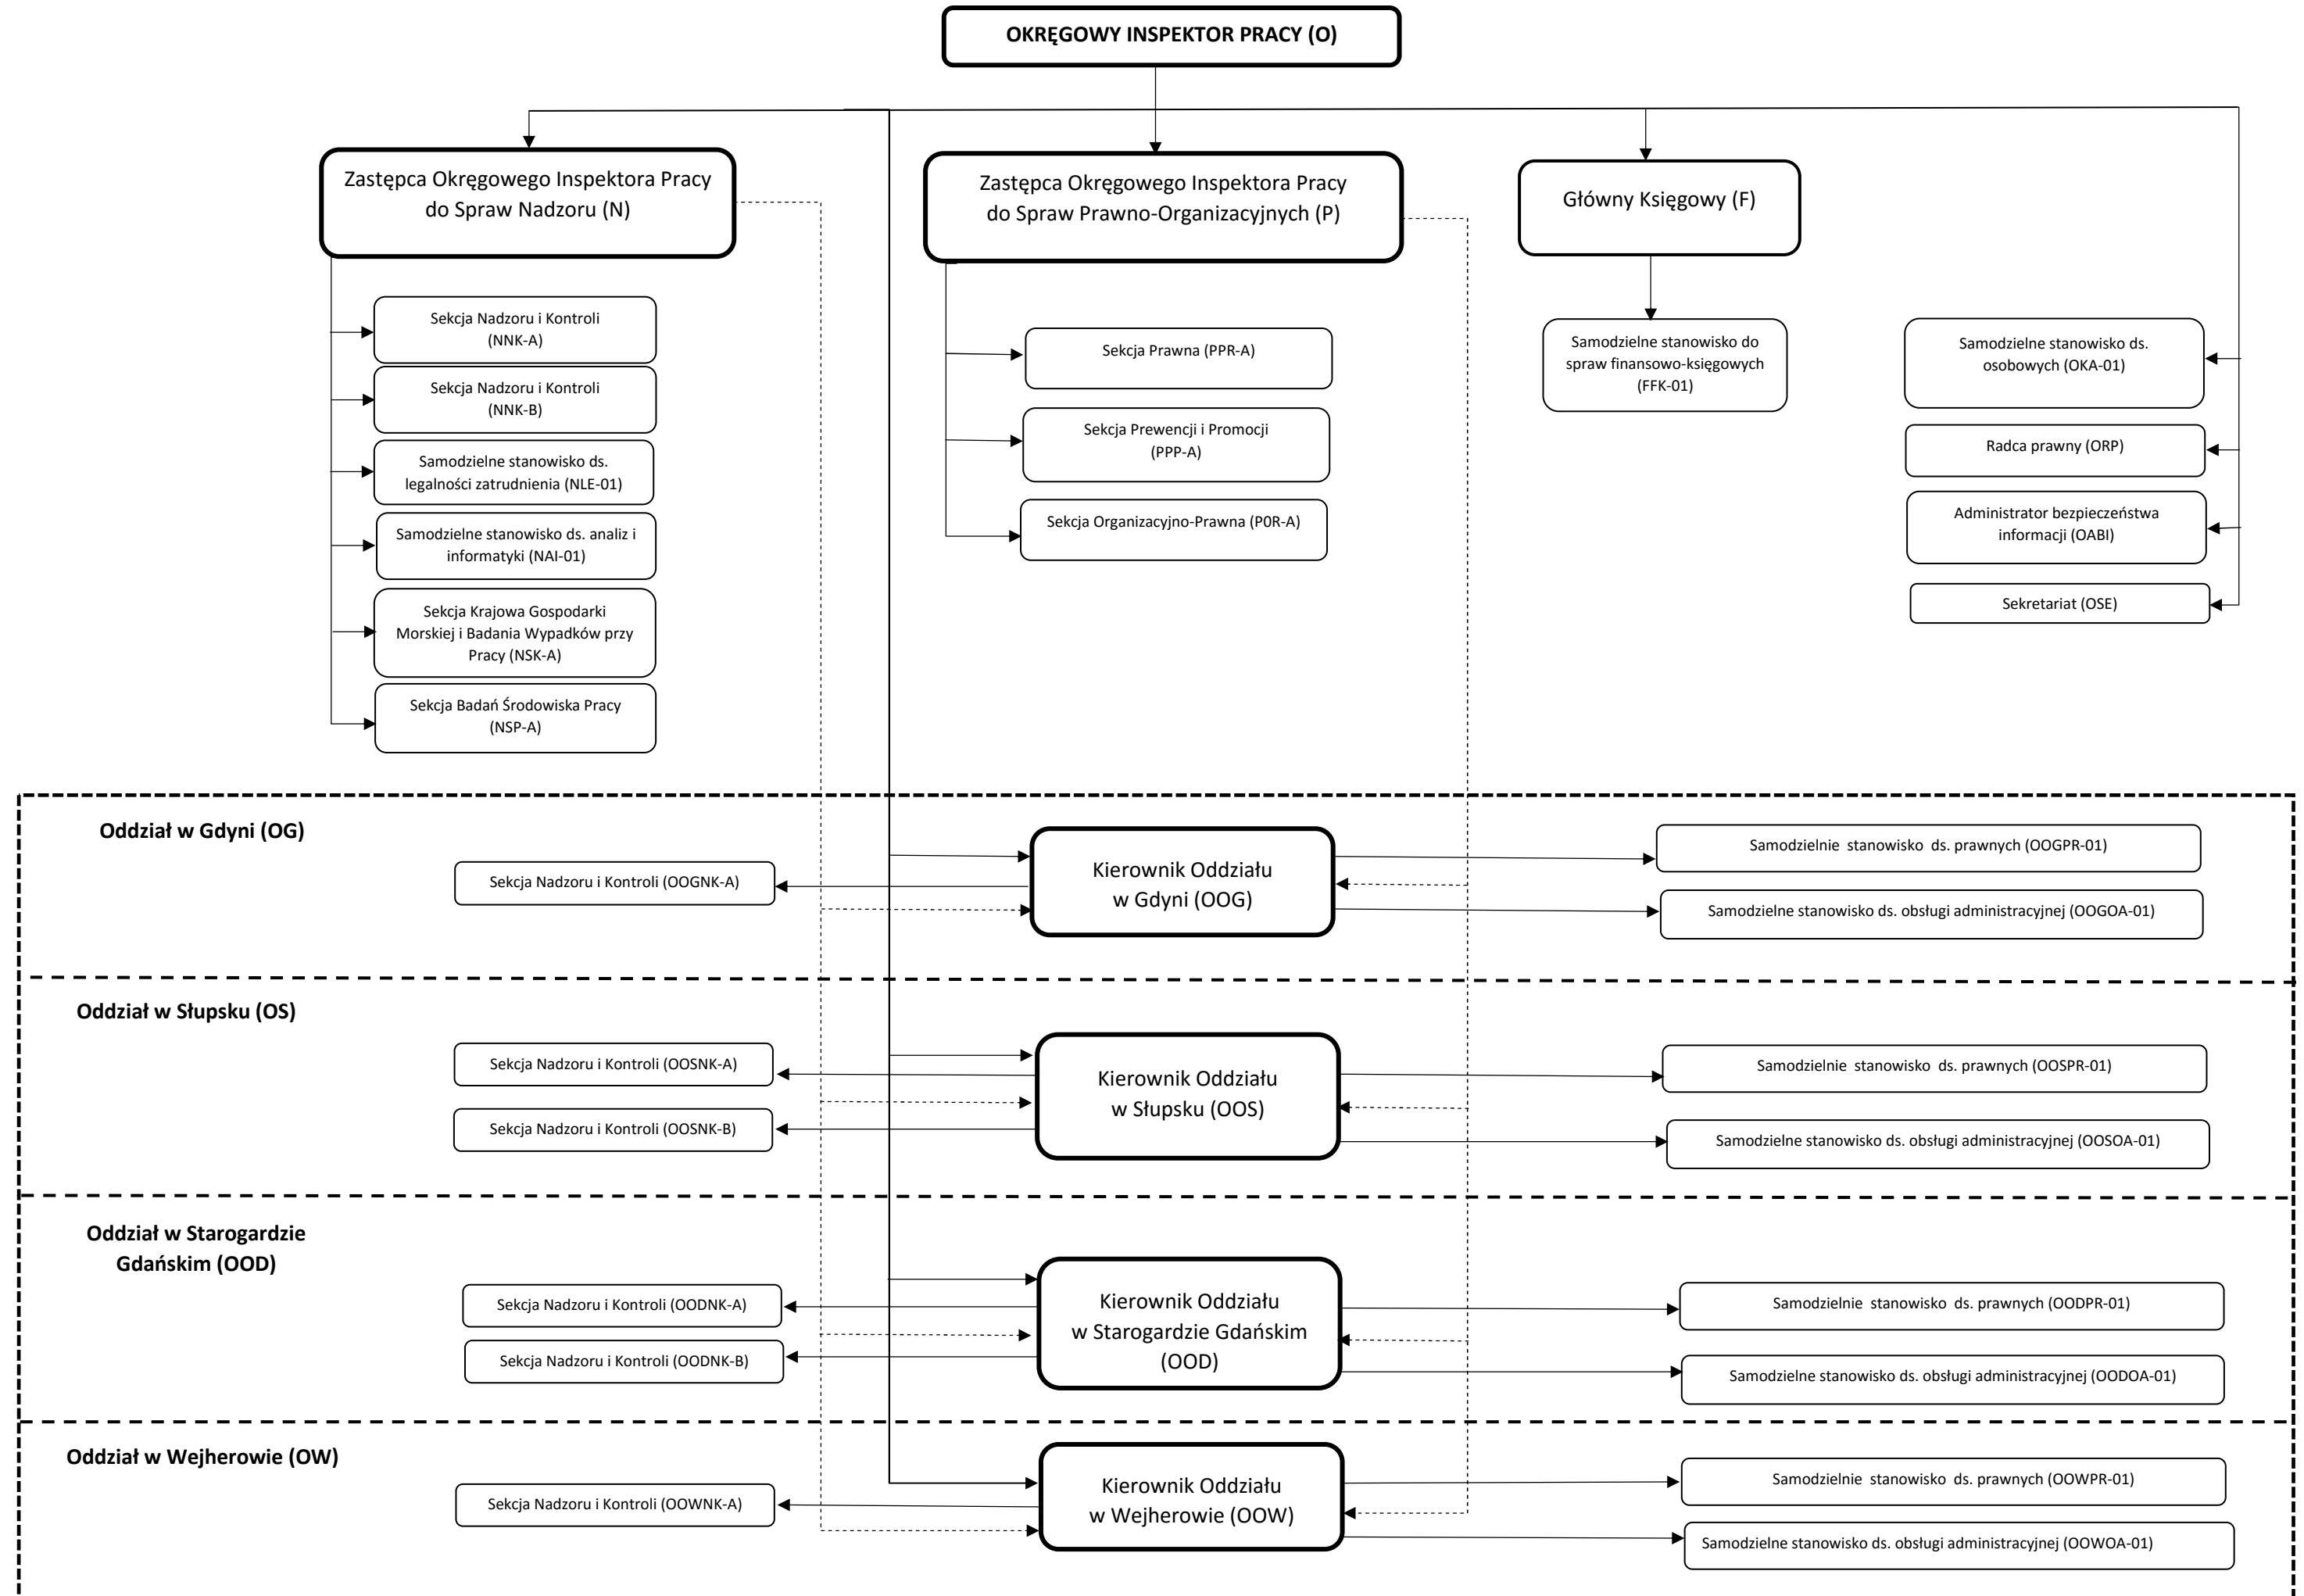 OKRĘGOWY INSPEKTOR PRACY (O)
Zastępca Okręgowego Inspektora Pracy
do Spraw Nadzoru (N)
Zastępca Okręgowego Inspektora Pracy
do Spraw Prawno-Organizacyjnych (P)
Główny Księgowy (F)
Sekcja Nadzoru i Kontroli
(NNK-A)
Sekcja Nadzoru i Kontroli
(NNK-B)
Samodzielne stanowisko ds.
legalności zatrudnienia (NLE-01)
Samodzielne stanowisko ds. analiz i
informatyki (NAI-01)
Sekcja Krajowa Gospodarki
Morskiej i Badania Wypadków przy
Pracy (NSK-A)
Sekcja Badań Środowiska Pracy
(NSP-A)
Sekcja Prawna (PPR-A)
Sekcja Prewencji i Promocji
(PPP-A)
Sekcja Organizacyjno-Prawna (P0R-A)
Samodzielne stanowisko do
spraw finansowo-księgowych
(FFK-01)
Samodzielne stanowisko ds.
osobowych (OKA-01)
Radca prawny (ORP)
Administrator bezpieczeństwa
informacji (OABI)
Sekretariat (OSE)
Oddział w Gdyni (OG)
Sekcja Nadzoru i Kontroli (OOGNK-A)
Kierownik Oddziału
w Gdyni (OOG)
Samodzielnie stanowisko ds. prawnych (OOGPR-01)
Samodzielne stanowisko ds. obsługi administracyjnej (OOGOA-01)
Oddział w Słupsku (OS)
Sekcja Nadzoru i Kontroli (OOSNK-A)
Sekcja Nadzoru i Kontroli (OOSNK-B)
Kierownik Oddziału
w Słupsku (OOS)
Samodzielnie stanowisko ds. prawnych (OOSPR-01)
Samodzielne stanowisko ds. obsługi administracyjnej (OOSOA-01)
Oddział w Starogardzie
Gdańskim (OOD)
Sekcja Nadzoru i Kontroli (OODNK-A)
Sekcja Nadzoru i Kontroli (OODNK-B)
Kierownik Oddziału
w Starogardzie Gdańskim
(OOD)
Samodzielnie stanowisko ds. prawnych (OODPR-01)
Samodzielne stanowisko ds. obsługi administracyjnej (OODOA-01)
Oddział w Wejherowie (OW)
Sekcja Nadzoru i Kontroli (OOWNK-A)
Kierownik Oddziału
w Wejherowie (OOW)
Samodzielnie stanowisko ds. prawnych (OOWPR-01)
Samodzielne stanowisko ds. obsługi administracyjnej (OOWOA-01)